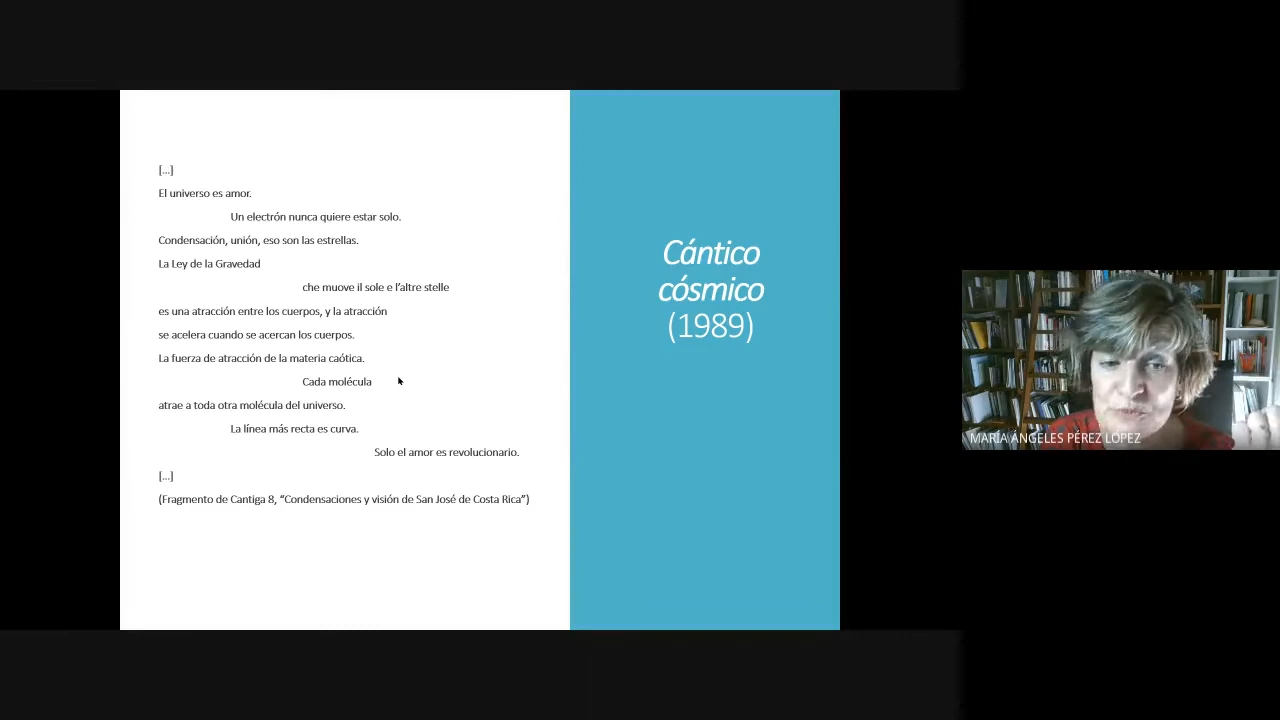 [...]
El universo es amor.
Un electrón nunca quiere estar solo.
Condensación, unión, eso son las estrellas.
La Ley de la Gravedad
che muove il sole e l'altre stelle
es una atracción entre los cuerpos, y la atracción
se acelera cuando se acercan los cuerpos.
La fuerza de atracción de la materia caótica.
Cada molécula
atrae a toda otra molécula del universo.
La línea más recta es curva.
Solo el amor es revolucionario.
[...]
(Fragmento de Cantiga 8, “Condensaciones y visión de San José de Costa Rica”)
Cántico
cósmico
(1989)
MARÍA ÁNGELES PÉREZ LÓPEZ